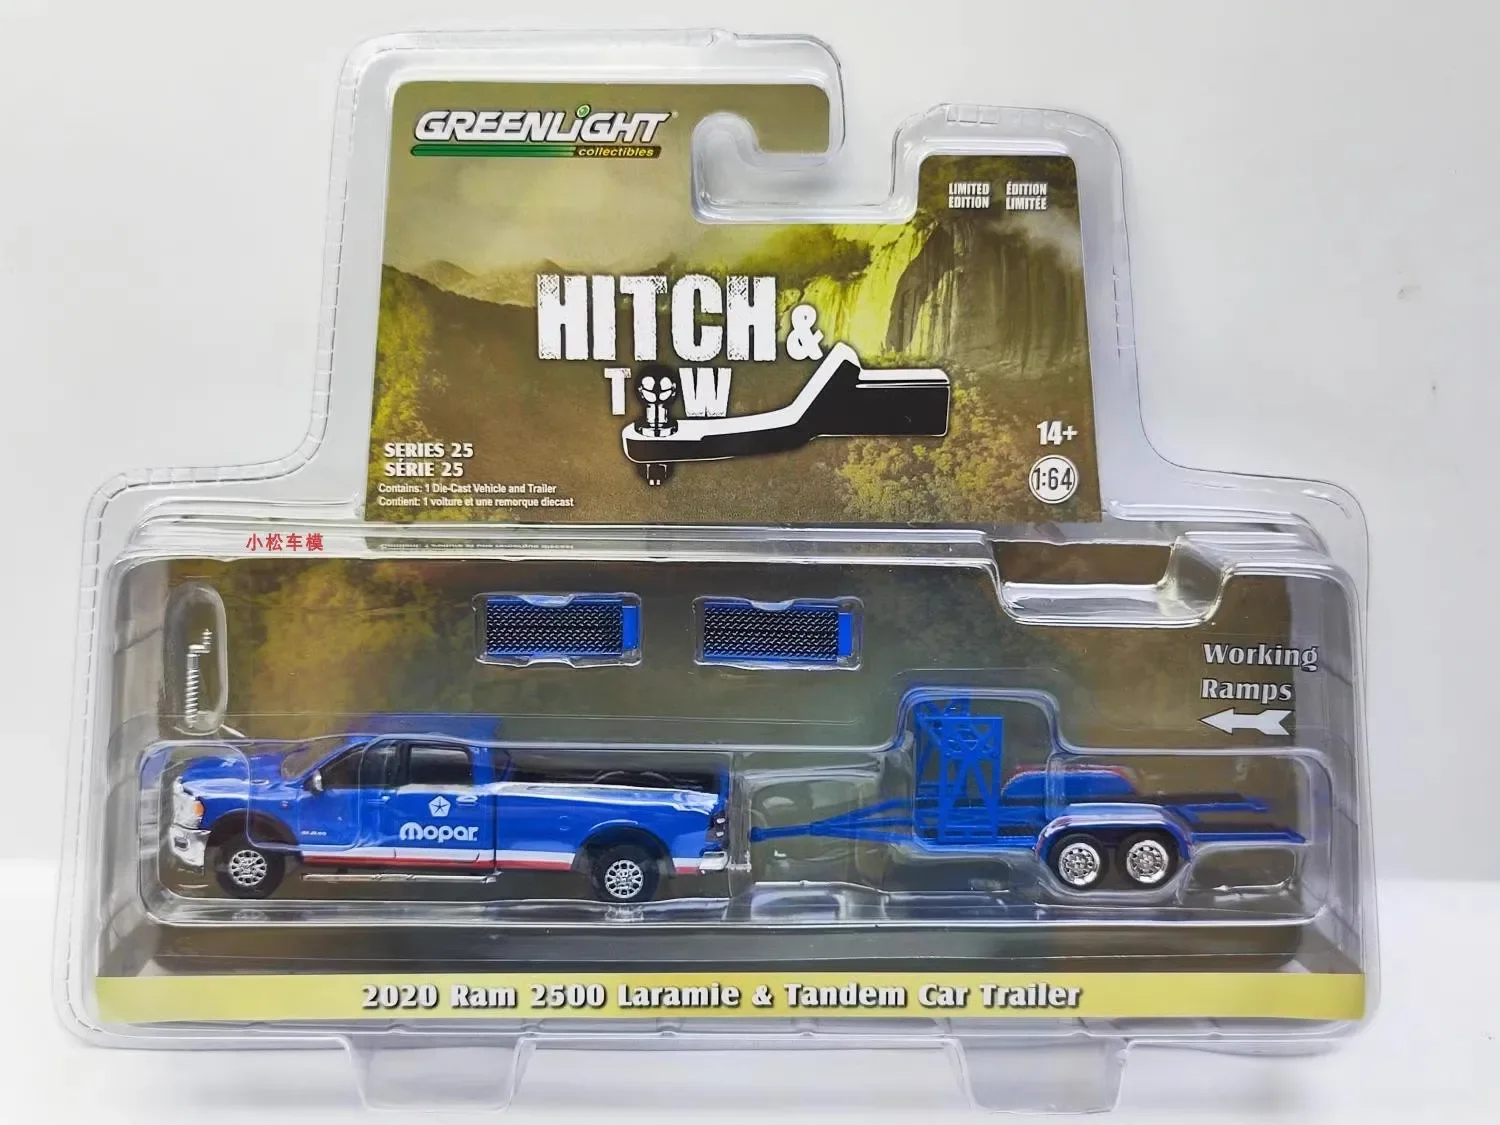 GREENLiGHT
collectibles
LIMITED EDITION
ÉDITION LIMITÉE
HITCH &
TOW
SERIES 25
SÉRIE 25
Contains: 1 Die-Cast Vehicle and Trailer
Contient: 1 voiture et une remorque diecast
14+
1:64
小松车模
Working
Ramps
mopar
2020 Ram 2500 Laramie & Tandem Car Trailer